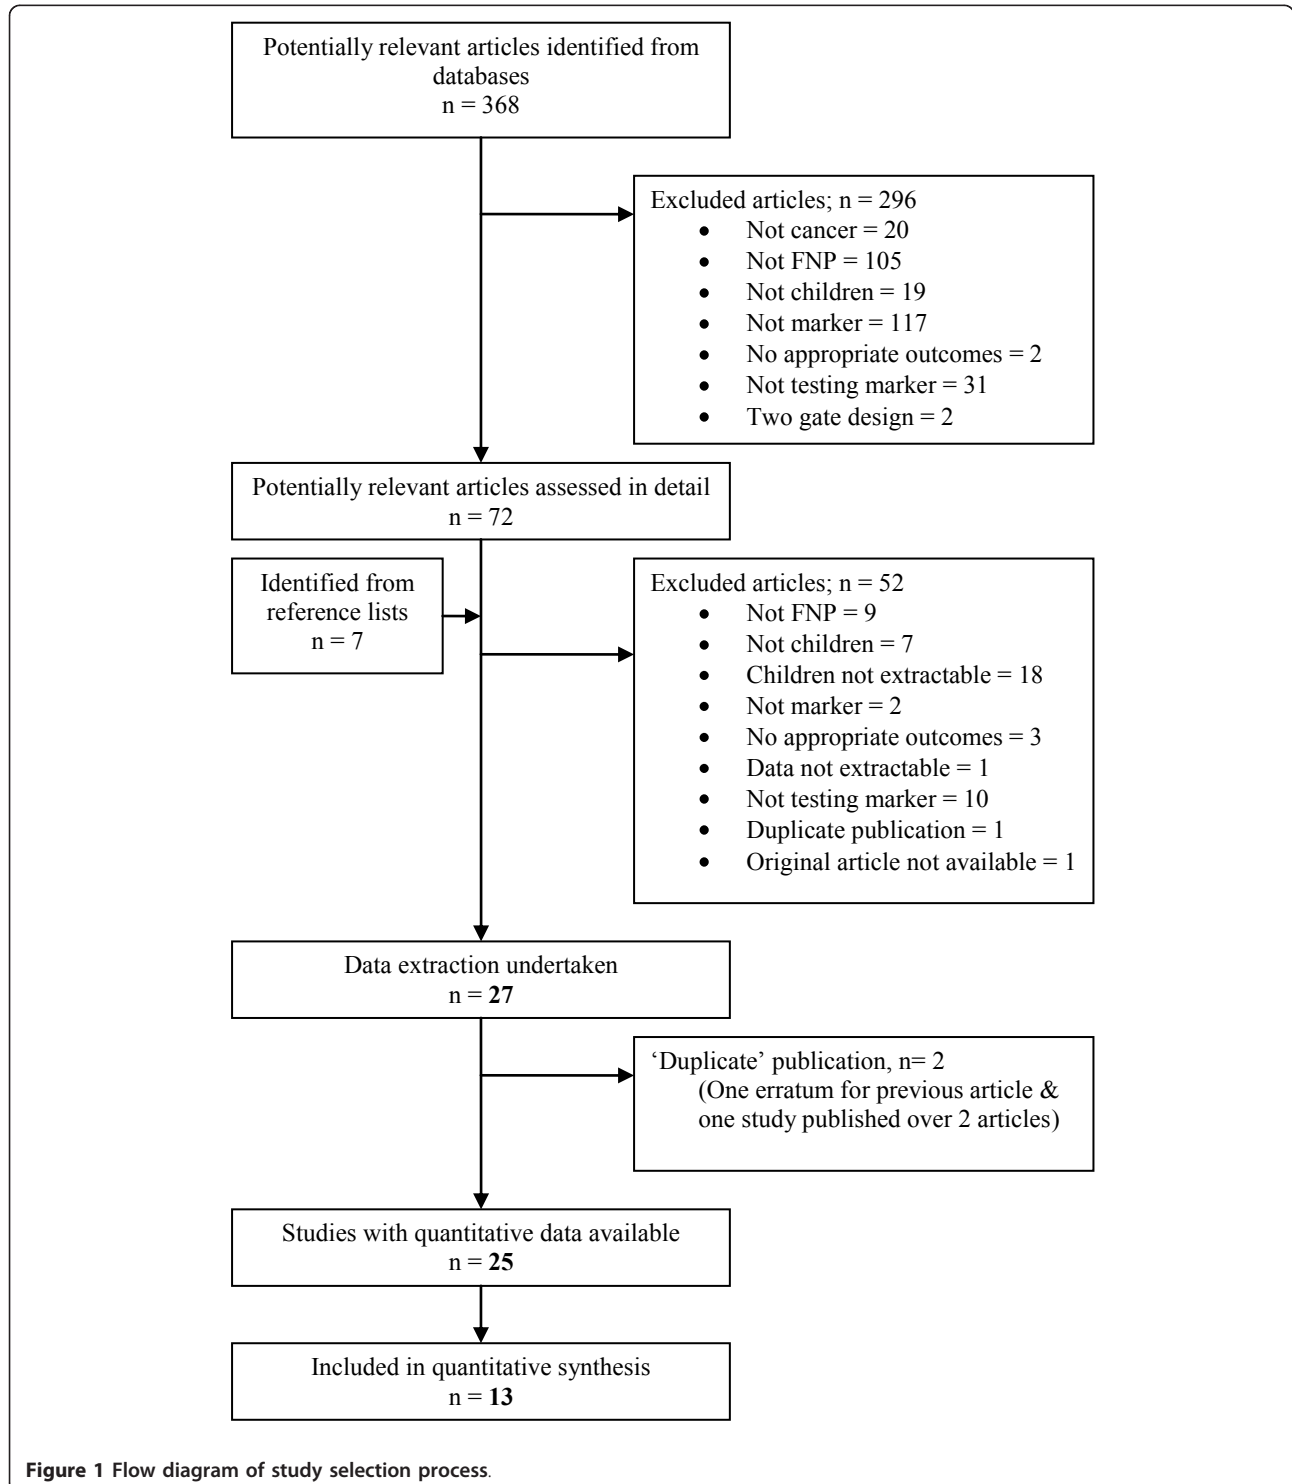 Potentially relevant articles identified from
databases
n = 368
Excluded articles; n = 296
• Not cancer = 20
• Not FNP = 105
• Not children = 19
• Not marker = 117
• No appropriate outcomes = 2
• Not testing marker = 31
• Two gate design = 2
Potentially relevant articles assessed in detail
n = 72
Identified from
reference lists
n = 7
Excluded articles; n = 52
• Not FNP = 9
• Not children = 7
• Children not extractable = 18
• Not marker = 2
• No appropriate outcomes = 3
• Data not extractable = 1
• Not testing marker = 10
• Duplicate publication = 1
• Original article not available = 1
Data extraction undertaken
n = 27
‘Duplicate’ publication, n= 2
(One erratum for previous article &
one study published over 2 articles)
Studies with quantitative data available
n = 25
Included in quantitative synthesis
n = 13
Figure 1 Flow diagram of study selection process.